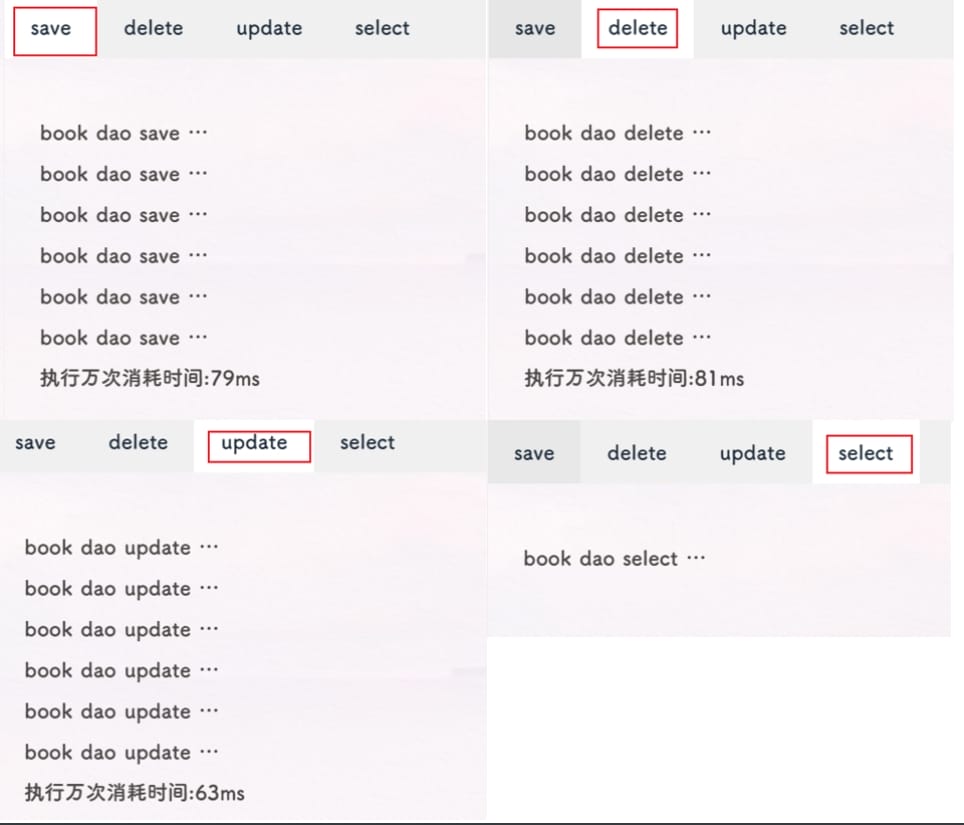 save delete update select
book dao save …
book dao save …
book dao save …
book dao save …
book dao save …
book dao save …
执行万次消耗时间:79ms
save delete update select
book dao delete …
book dao delete …
book dao delete …
book dao delete …
book dao delete …
book dao delete …
执行万次消耗时间:81ms
save delete update select
book dao update …
book dao update …
book dao update …
book dao update …
book dao update …
book dao update …
执行万次消耗时间:63ms
save delete update select
book dao select …